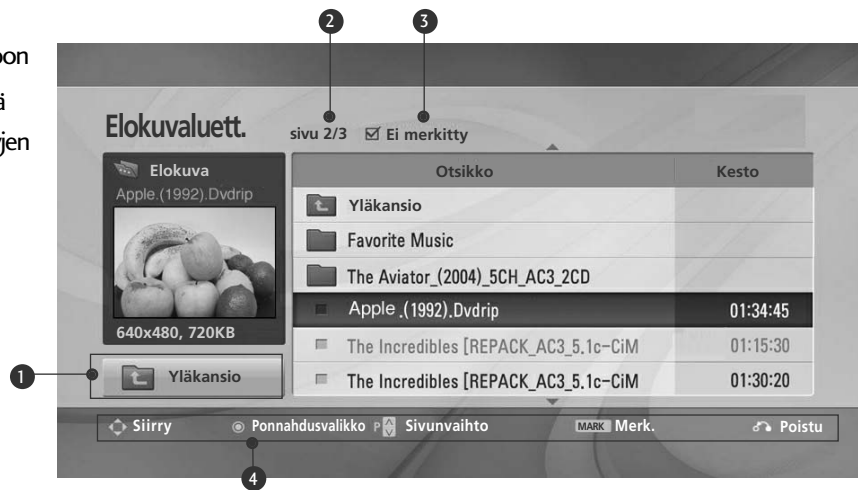 2 3
Elokuvaluett. sivu 2/3 Ei merkitty
Elokuva
Apple.(1992).Dvdrip
640x480, 720KB
1
Yläkansio
Otsikko Kesto
Yläkansio
Favorite Music
The Aviator_(2004)_5CH_AC3_2CD
Apple .(1992).Dvdrip 01:34:45
The Incredibles [REPACK_AC3_5.1c-CiM 01:15:30
The Incredibles [REPACK_AC3_5.1c-CiM 01:30:20
Siirry Ponnahdusvalikko P Sivunvaihto MARK Merk. Poistu
4